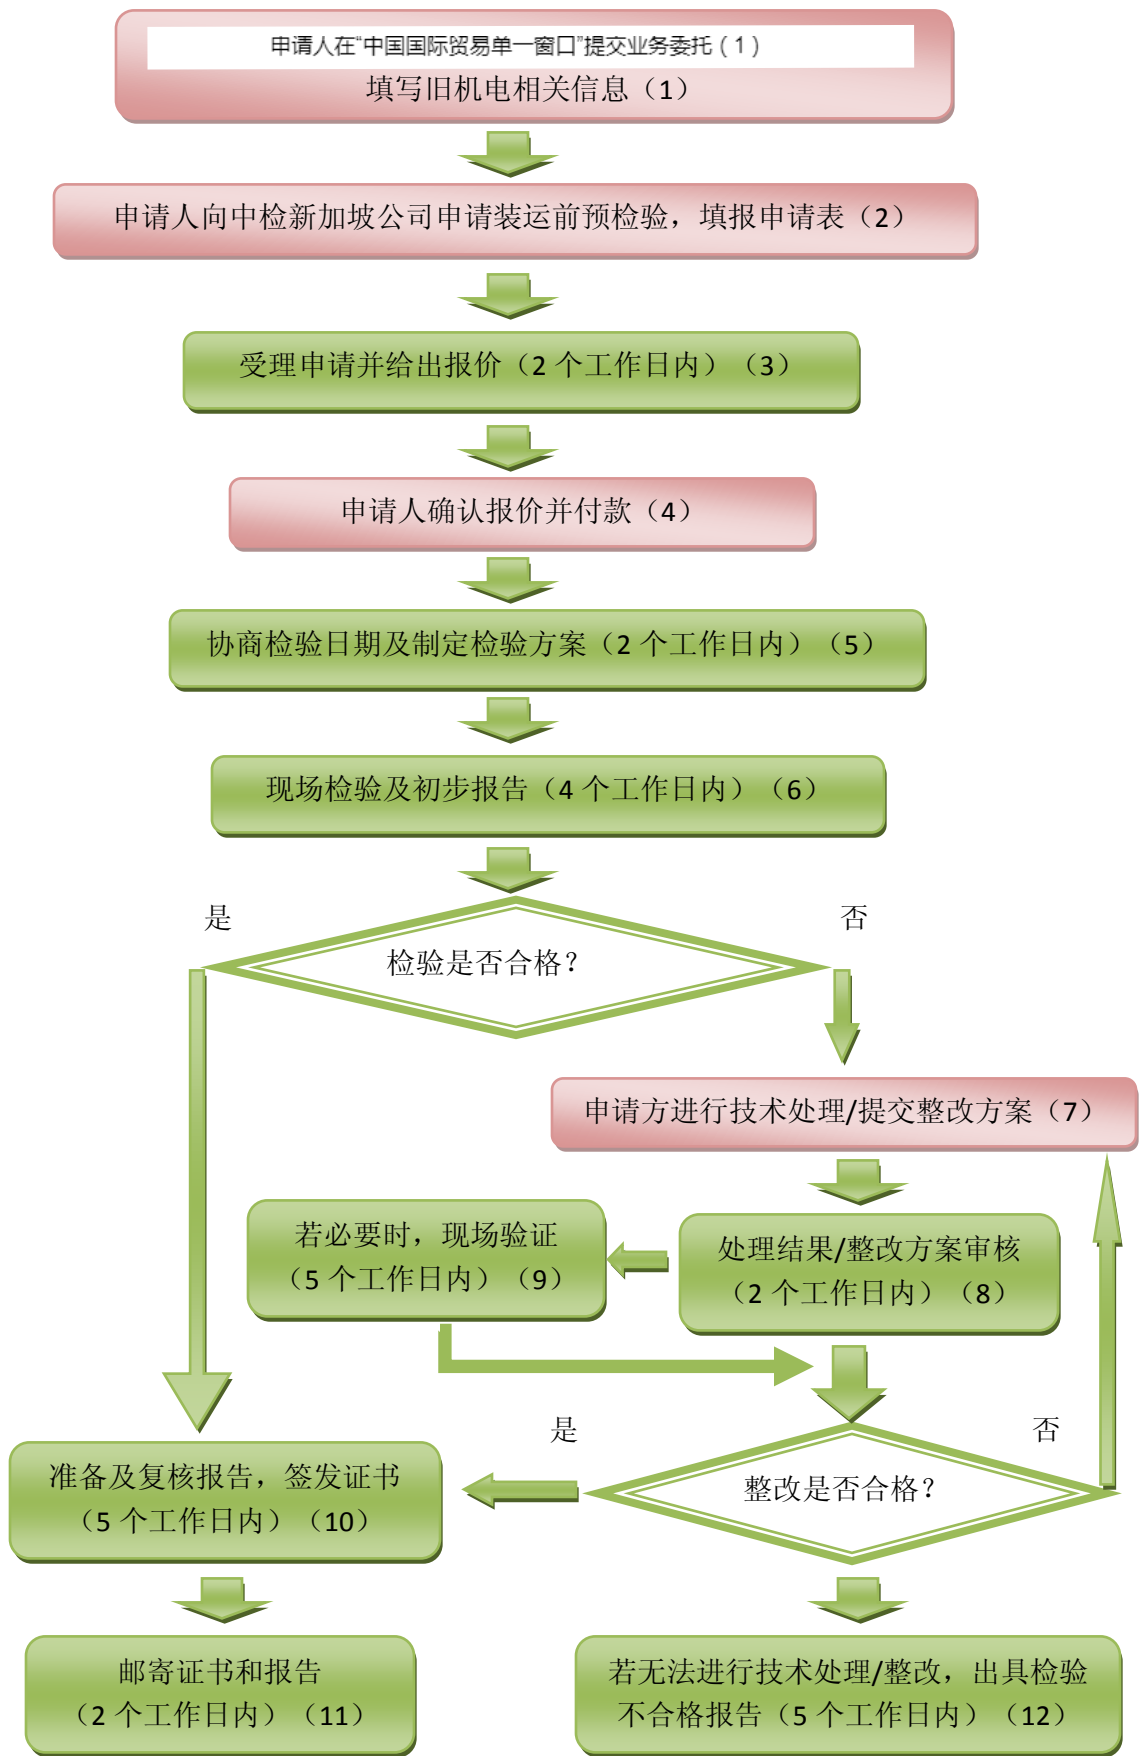 申请人在“中国国际贸易单一窗口”提交业务委托（1）
填写旧机电相关信息（1）
申请人向中检新加坡公司申请装运前预检验，填报申请表（2）
受理申请并给出报价（2 个工作日内）（3）
申请人确认报价并付款（4）
协商检验日期及制定检验方案（2 个工作日内）（5）
现场检验及初步报告（4 个工作日内）（6）
是
否
检验是否合格？
申请方进行技术处理/提交整改方案（7）
若必要时，现场验证
（5 个工作日内）（9）
处理结果/整改方案审核
（2 个工作日内）（8）
是
否
整改是否合格？
准备及复核报告，签发证书
（5 个工作日内）（10）
邮寄证书和报告
（2 个工作日内）（11）
若无法进行技术处理/整改，出具检验
不合格报告（5 个工作日内）（12）